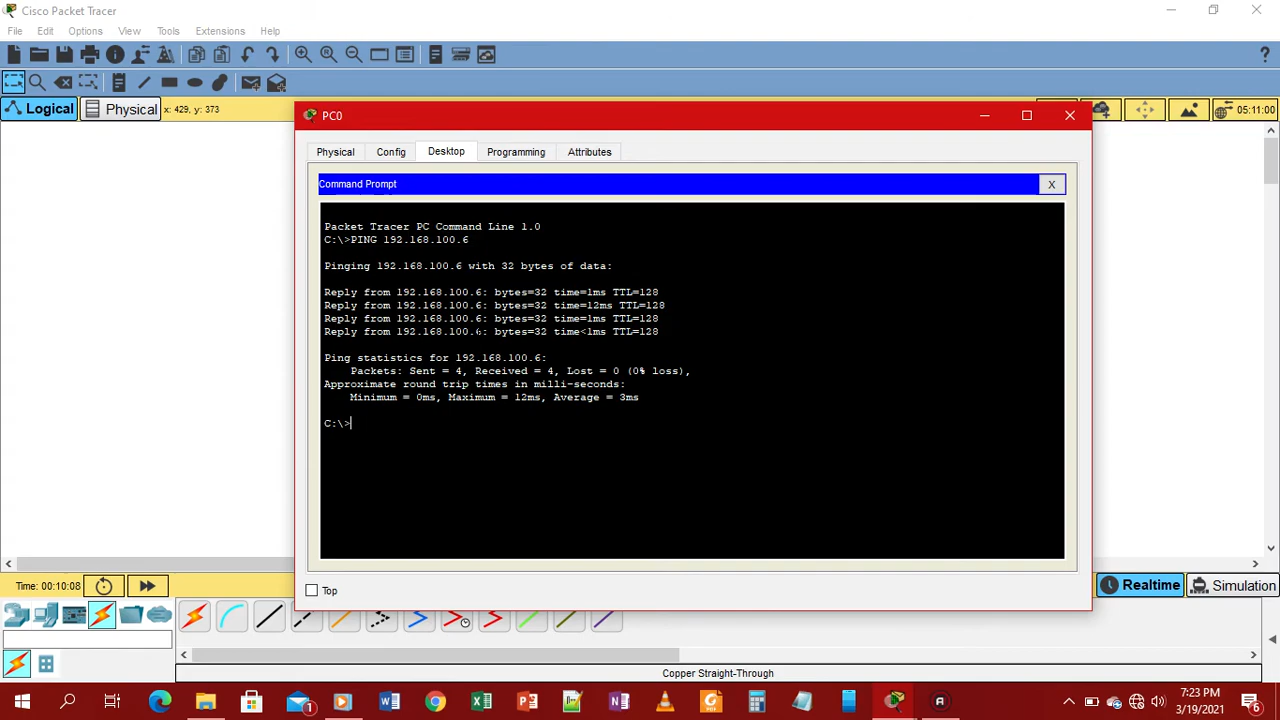 Cisco Packet Tracer
File Edit Options View Tools Extensions Help
Logical Physical x: 429, y: 373 05:11:00
PC0
Physical Config Desktop Programming Attributes
Command Prompt X
Packet Tracer PC Command Line 1.0
C:\>PING 192.168.100.6
Pinging 192.168.100.6 with 32 bytes of data:
Reply from 192.168.100.6: bytes=32 time=1ms TTL=128
Reply from 192.168.100.6: bytes=32 time=12ms TTL=128
Reply from 192.168.100.6: bytes=32 time=1ms TTL=128
Reply from 192.168.100.6: bytes=32 time<1ms TTL=128
Ping statistics for 192.168.100.6:
Packets: Sent = 4, Received = 4, Lost = 0 (0% loss),
Approximate round trip times in milli-seconds:
Minimum = 0ms, Maximum = 12ms, Average = 3ms
C:\>
Top
Time: 00:10:08 Realtime Simulation
Copper Straight-Through
7:23 PM
3/19/2021